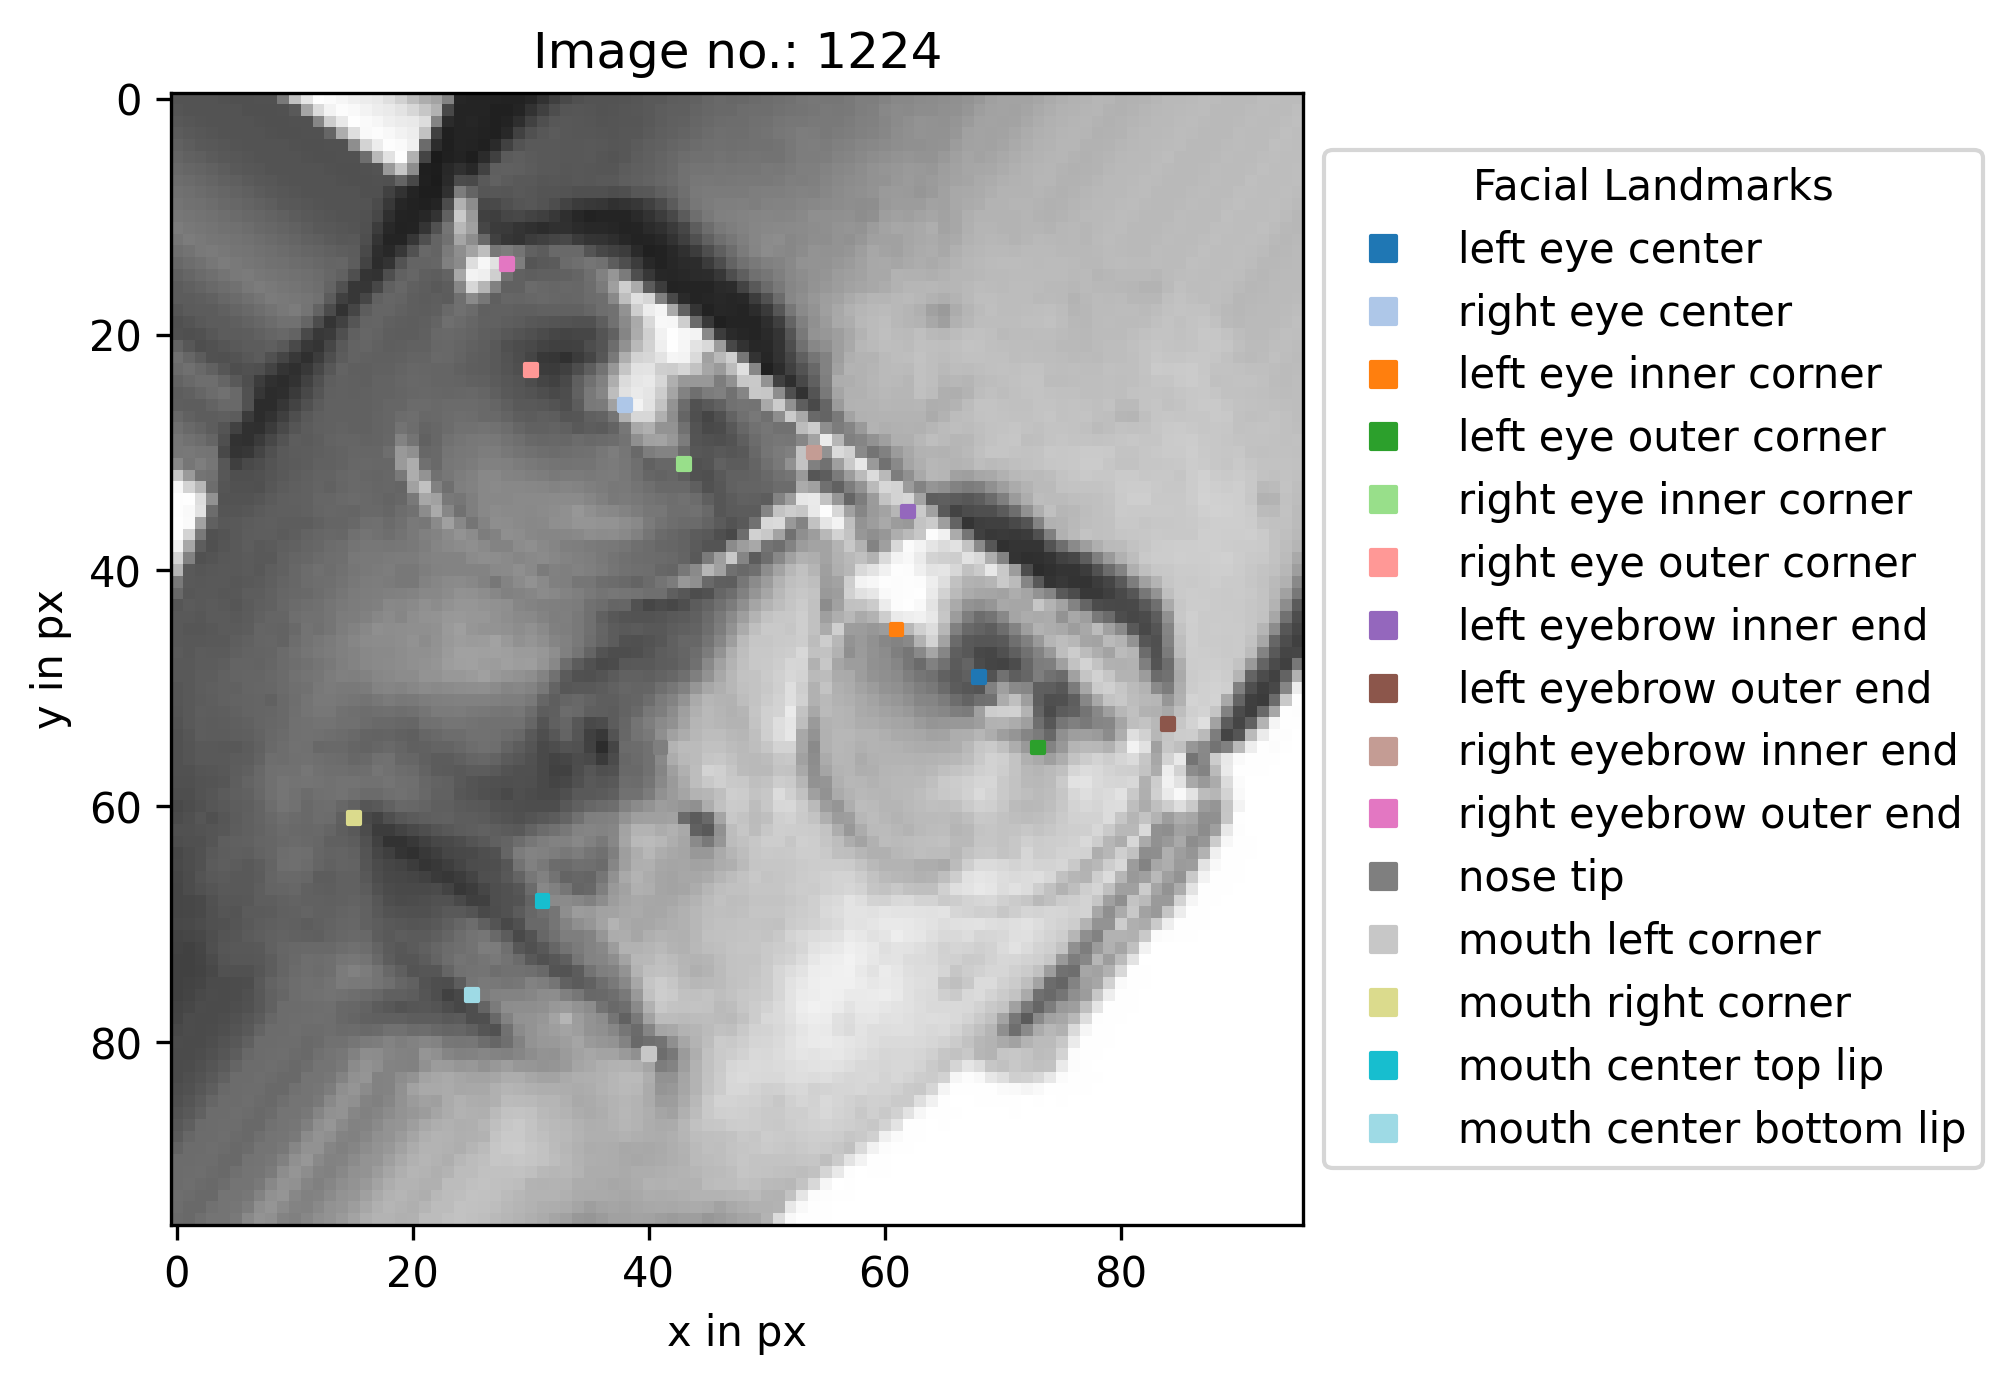 Image no.: 1224
0
20
40
60
80
y in px
0 20 40 60 80
x in px
Facial Landmarks
left eye center
right eye center
left eye inner corner
left eye outer corner
right eye inner corner
right eye outer corner
left eyebrow inner end
left eyebrow outer end
right eyebrow inner end
right eyebrow outer end
nose tip
mouth left corner
mouth right corner
mouth center top lip
mouth center bottom lip